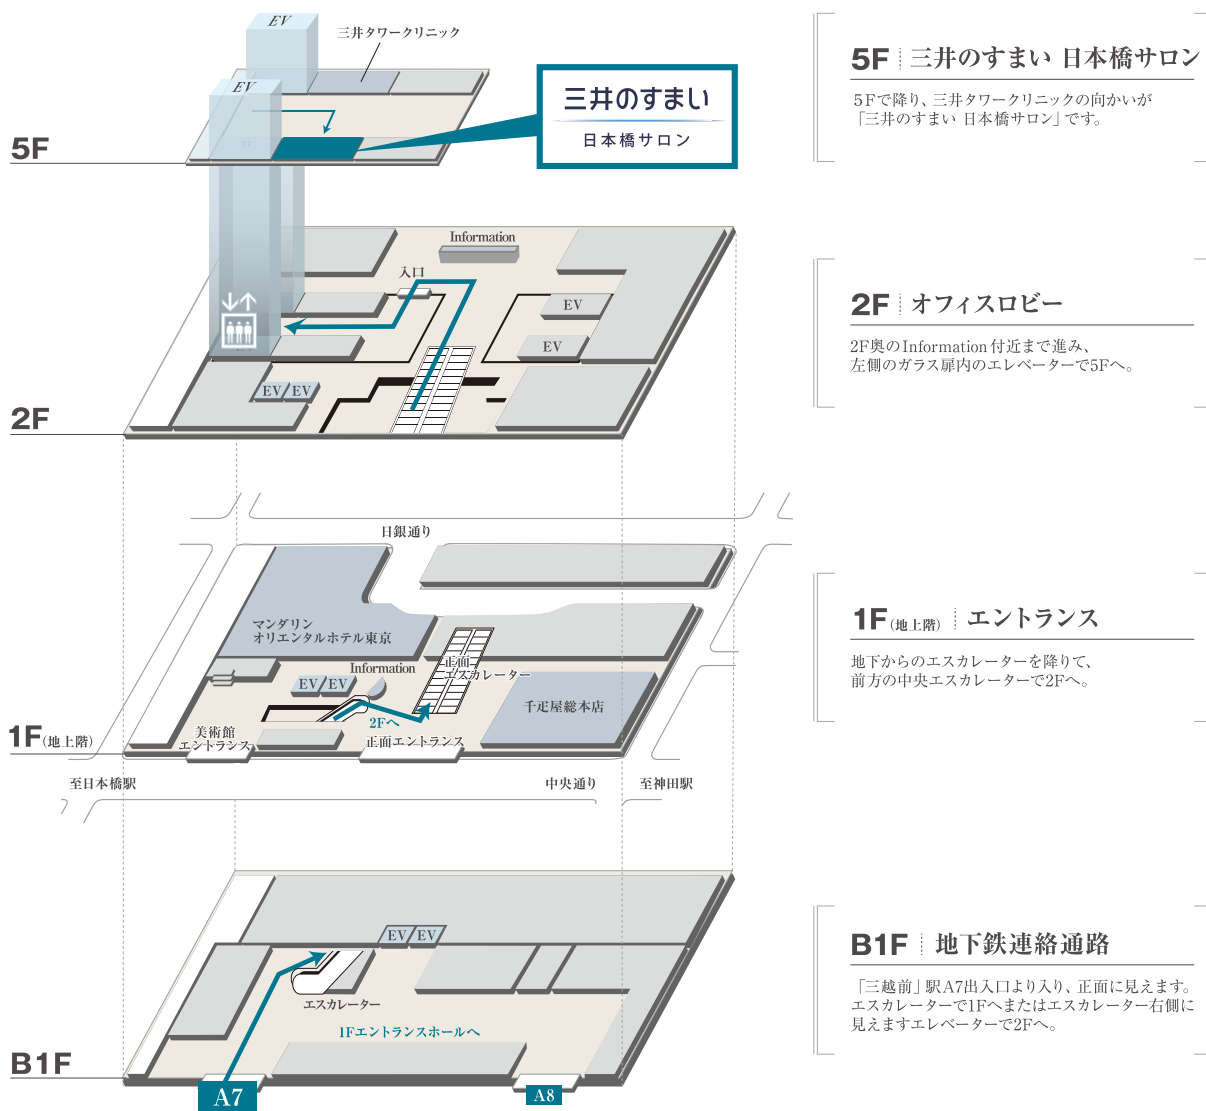 EV
三井タワークリニック
EV
三井のすまい
日本橋サロン
5F
5F 三井のすまい 日本橋サロン
5Fで降り、三井タワークリニックの向かいが
「三井のすまい 日本橋サロン」です。
Information
入口
EV
EV
EV EV
2F
2F オフィスロビー
2F奥のInformation付近まで進み、
左側のガラス扉内のエレベーターで5Fへ。
日銀通り
マンダリン
オリエンタルホテル東京
Information
正面
エスカレーター
EV EV
2Fへ
千疋屋総本店
美術館
エントランス
正面エントランス
1F(地上階)
至日本橋駅
中央通り
至神田駅
1F(地上階) エントランス
地下からのエスカレーターを降りて、
前方の中央エスカレーターで2Fへ。
EV EV
エスカレーター
1Fエントランスホールへ
B1F
A7
A8
B1F 地下鉄連絡通路
「三越前」駅A7出入口より入り、正面に見えます。
エスカレーターで1Fへまたはエスカレーター右側に
見えますエレベーターで2Fへ。